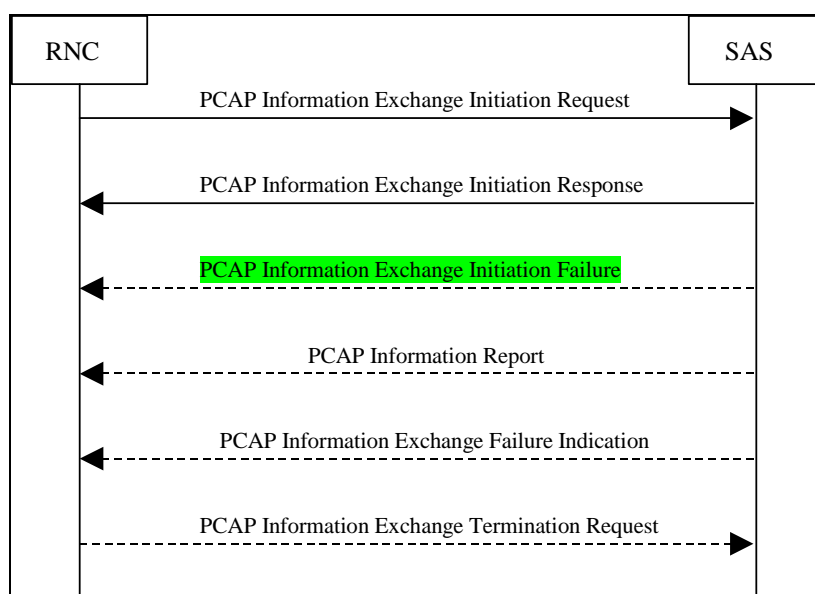 RNC
SAS
PCAP Information Exchange Initiation Request
PCAP Information Exchange Initiation Response
PCAP Information Exchange Initiation Failure
PCAP Information Report
PCAP Information Exchange Failure Indication
PCAP Information Exchange Termination Request